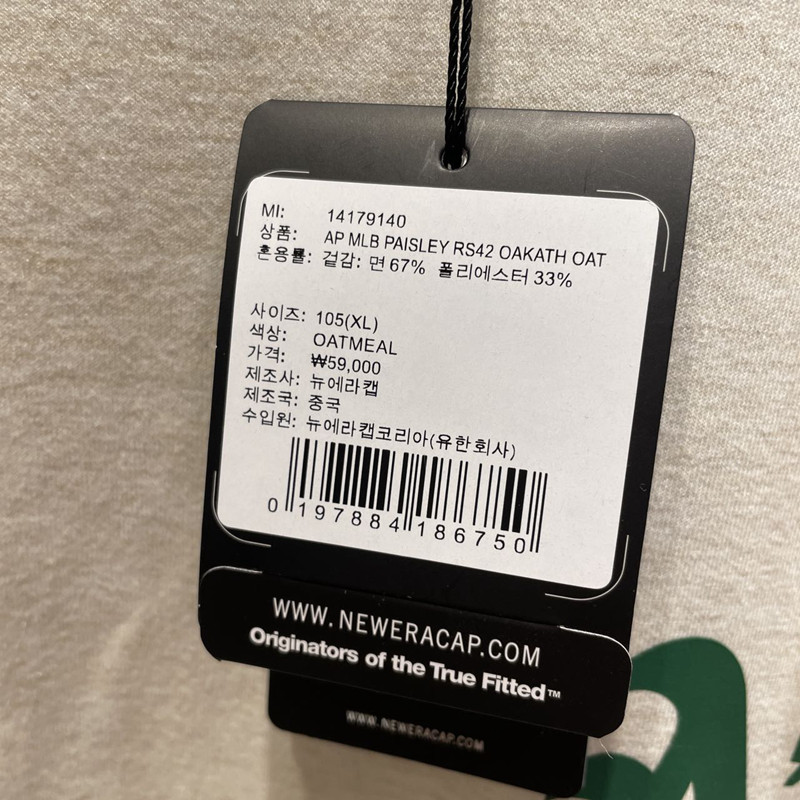 MI: 14179140
상품: AP MLB PAISLEY RS42 OAKATH OAT
혼용률: 겉감: 면 67% 폴리에스터 33%
사이즈: 105(XL)
색상: OATMEAL
가격: ₩59,000
제조사: 뉴에라캡
제조국: 중국
수입원: 뉴에라캡코리아(유한회사)
0 197884 186750
WWW.NEWERACAP.COM
Originators of the True Fitted™
WWW.NEWERACAP.COM